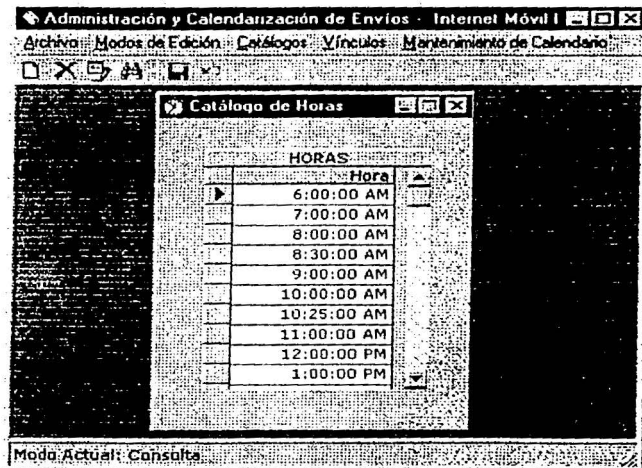 Administración y Calendarización de Envíos - Internet Móvil
Archivo Modos de Edición Catálogos Vínculos Mantenimiento de Calendario
Catálogo de Horas
HORAS
Hora
6:00:00 AM
7:00:00 AM
8:00:00 AM
8:30:00 AM
9:00:00 AM
10:00:00 AM
10:25:00 AM
11:00:00 AM
12:00:00 PM
1:00:00 PM
Modo Actual: Consulta